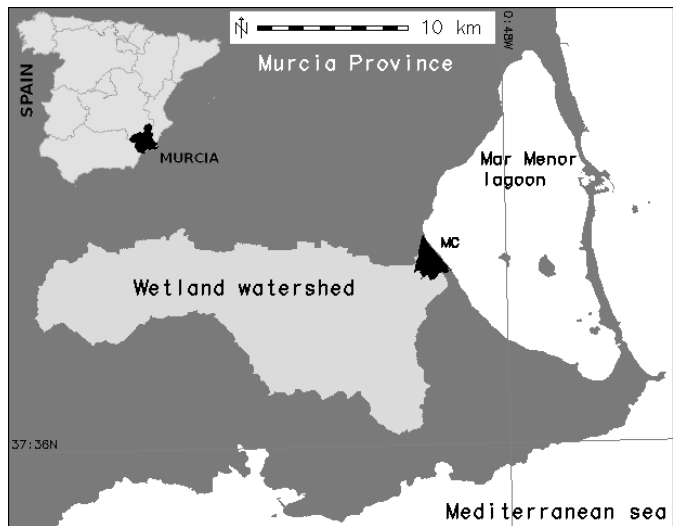 SPAIN
MURCIA
N
10 km
Murcia Province
0:48W
Mar Menor
lagoon
MC
Wetland watershed
37:36N
Mediterranean sea